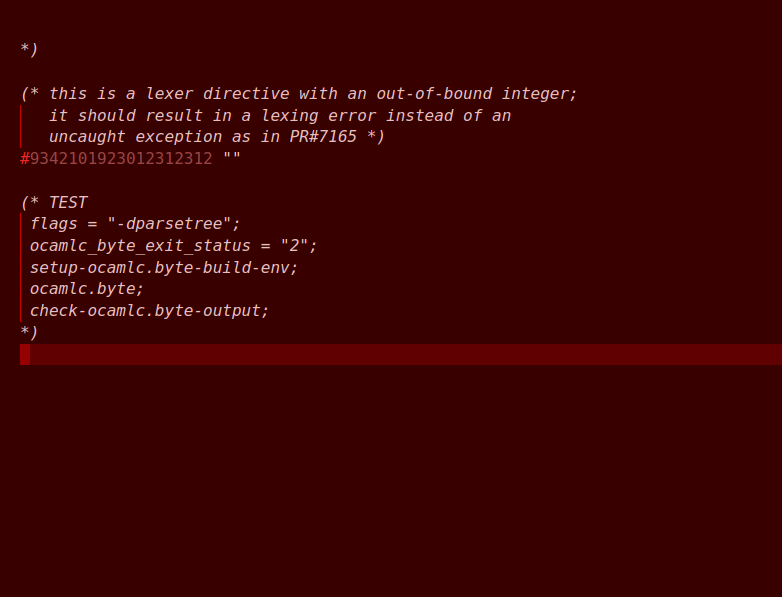 *)
(* this is a lexer directive with an out-of-bound integer;
it should result in a lexing error instead of an
uncaught exception as in PR#7165 *)
#9342101923012312312 ""
(* TEST
flags = "-dparsetree";
ocamlc_byte_exit_status = "2";
setup-ocamlc.byte-build-env;
ocamlc.byte;
check-ocamlc.byte-output;
*)